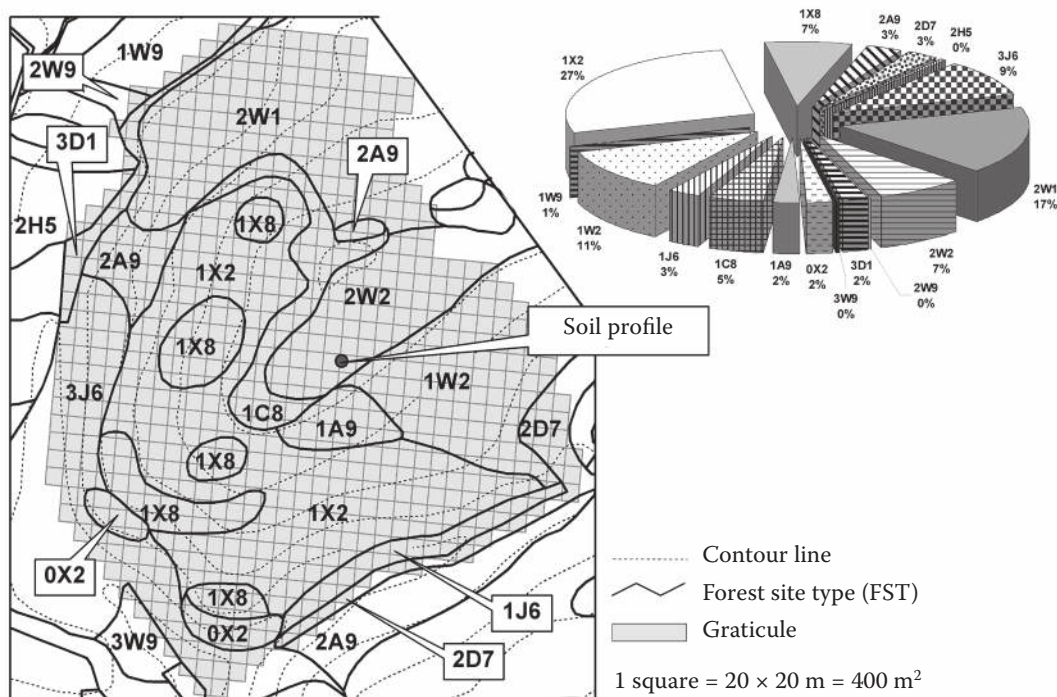 1W9
2W9
2W1
3D1
2A9
2H5
1X8
2A9
1X2
2W2
Soil profile
1X8
1W2
3J6
1C8
1A9
2D7
1X8
1X8
1X2
0X2
1X8
1J6
0X2
3W9
2A9
2D7
1X8
7%
2A9
3%
2D7
3%
2H5
0%
3J6
9%
2W1
17%
2W2
7%
2W9
0%
3D1
2%
3W9
0%
0X2
2%
1A9
2%
1C8
5%
1J6
3%
1W2
11%
1W9
1%
1X2
27%
Contour line
Forest site type (FST)
Graticule
1 square = 20 × 20 m = 400 m²